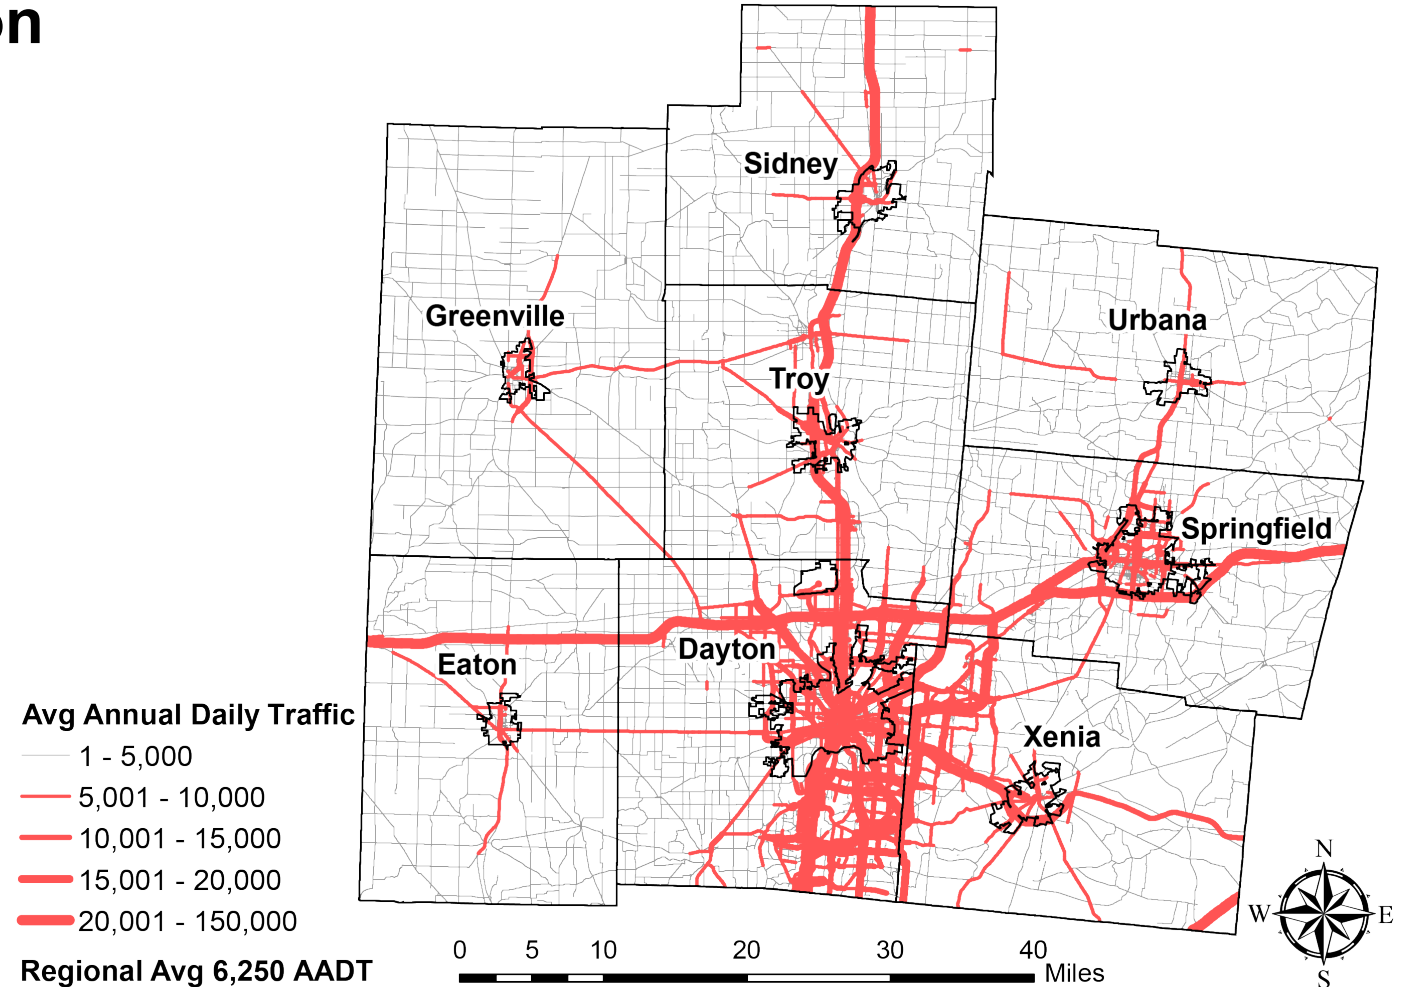 on
Sidney
Greenville
Urbana
Troy
Springfield
Dayton
Eaton
Xenia
Avg Annual Daily Traffic
1 - 5,000
5,001 - 10,000
10,001 - 15,000
15,001 - 20,000
20,001 - 150,000
Regional Avg 6,250 AADT
0 5 10 20 30 40
Miles
N
W E
S